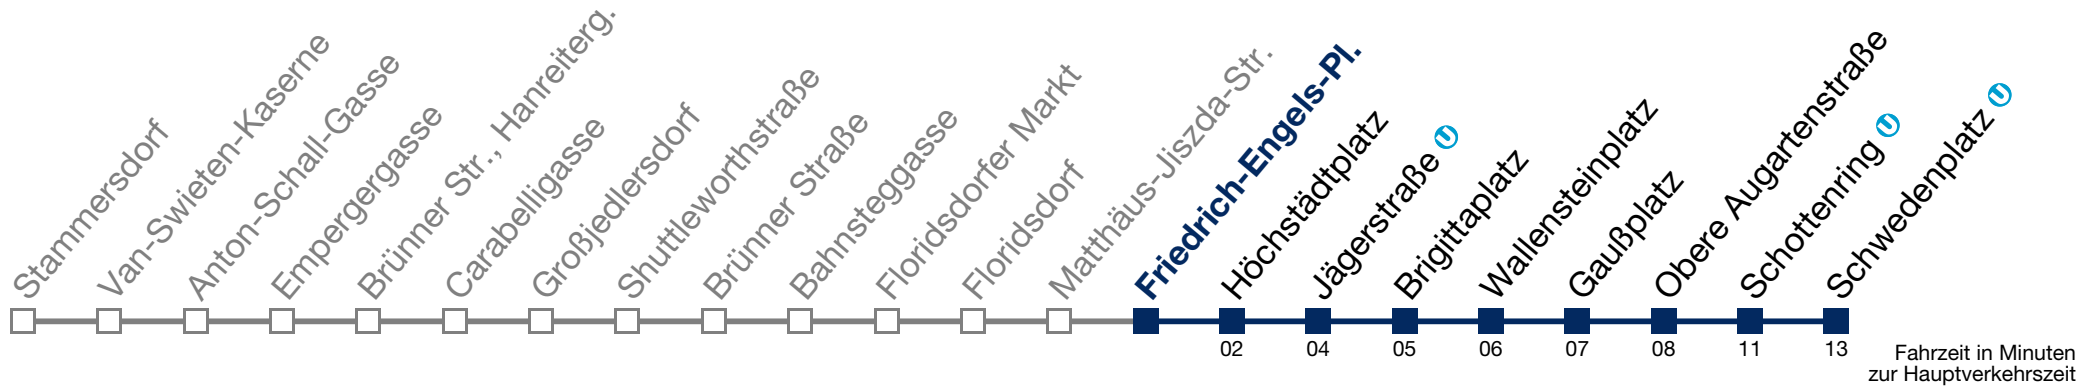 Stammersdorf
Van-Swieten-Kaserne
Anton-Schall-Gasse
Empergergasse
Brünner Str., Hanreiterg.
Carabelligasse
Großjedlersdorf
Shuttleworthstraße
Brünner Straße
Bahnsteggasse
Floridsdorfer Markt
Floridsdorf
Matthäus-Jiszda-Str.
Friedrich-Engels-Pl.
Höchstädtplatz
Jägerstraße U
Brigittaplatz
Wallensteinplatz
Gaußplatz
Obere Augartenstraße
Schottenring U
Schwedenplatz U
02 04 05 06 07 08 11 13
Fahrzeit in Minuten
zur Hauptverkehrszeit